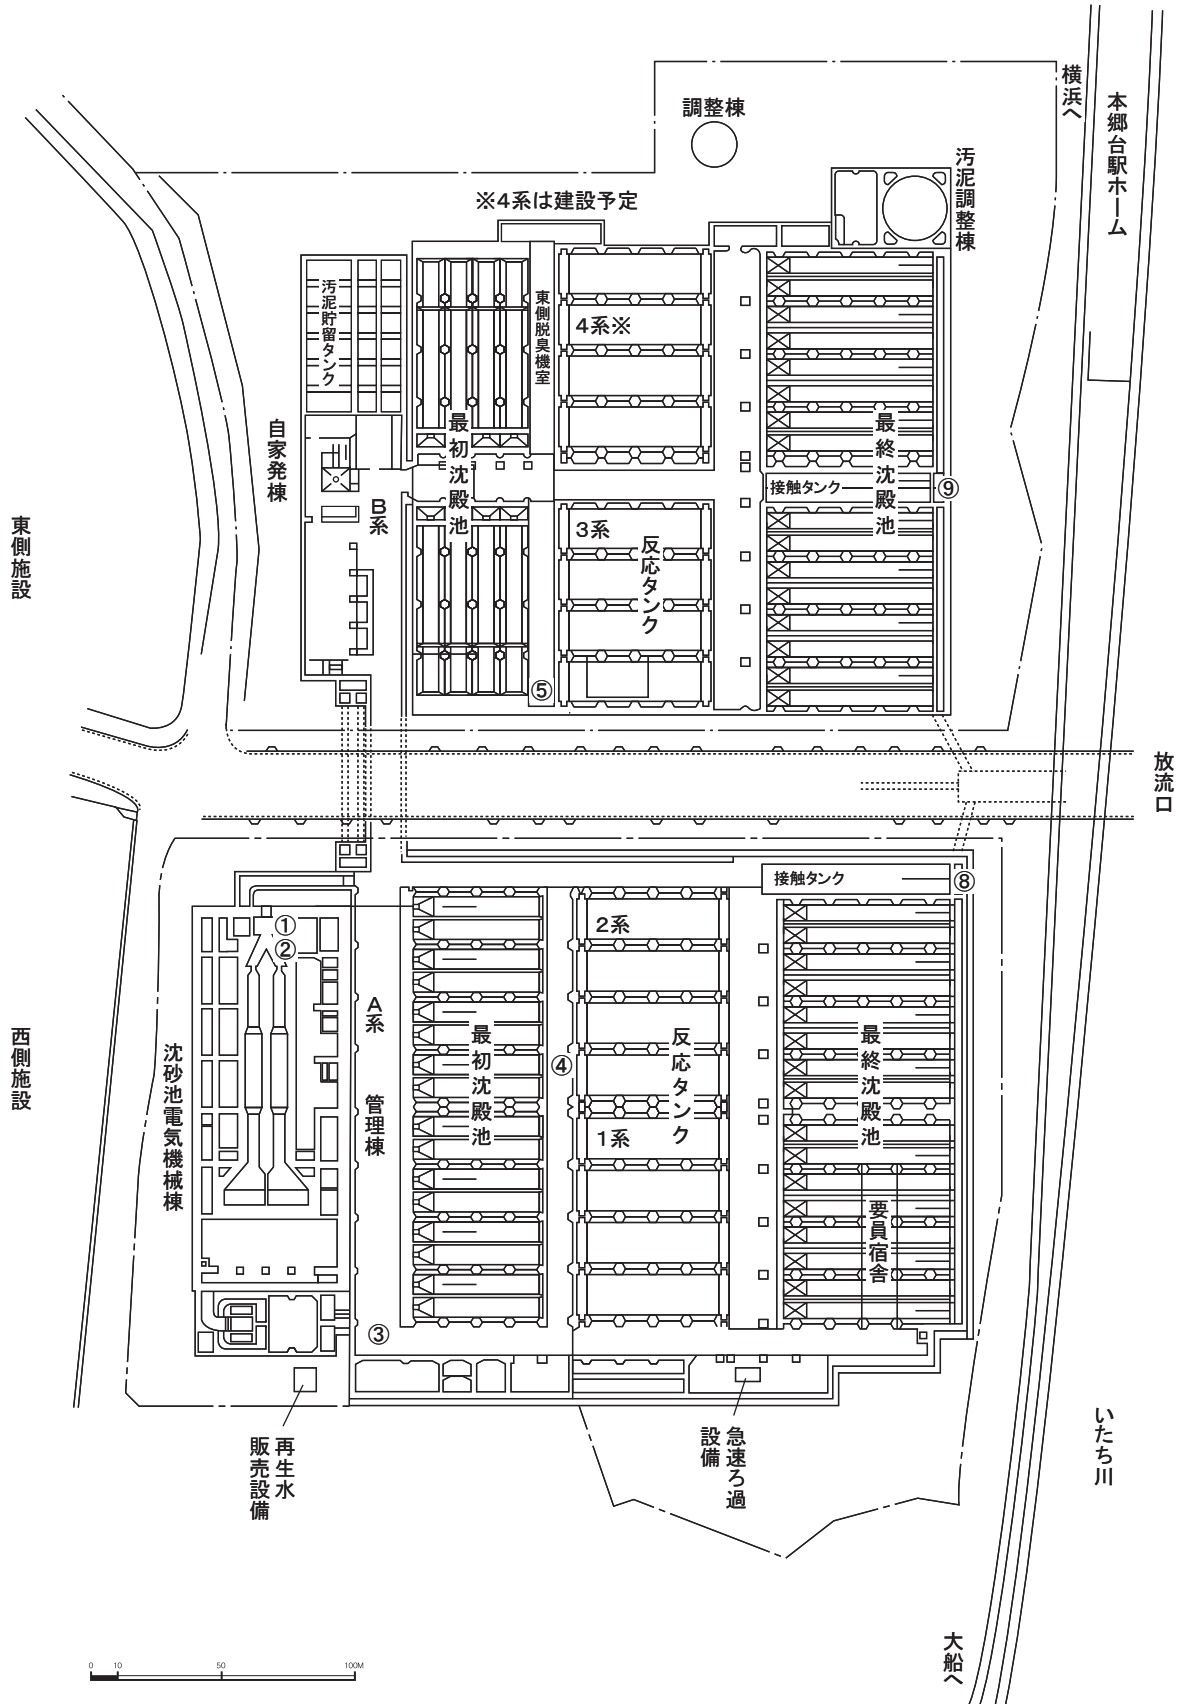 横浜へ
本郷台駅ホーム
調整棟
汚泥調整棟
※4系は建設予定
汚泥貯留タンク
東側脱臭機室
4系※
最初沈殿池
最終沈殿池
自家発棟
接触タンク
⑨
B系
3系
反応タンク
東側施設
⑤
放流口
接触タンク
⑧
①
②
2系
A系
最初沈殿池
④
反応タンク
最終沈殿池
西側施設
沈砂池電気機械棟
管理棟
1系
要員宿舎
③
再生水
販売設備
急速ろ過
設備
いたち川
大船へ
0 10 50 100M